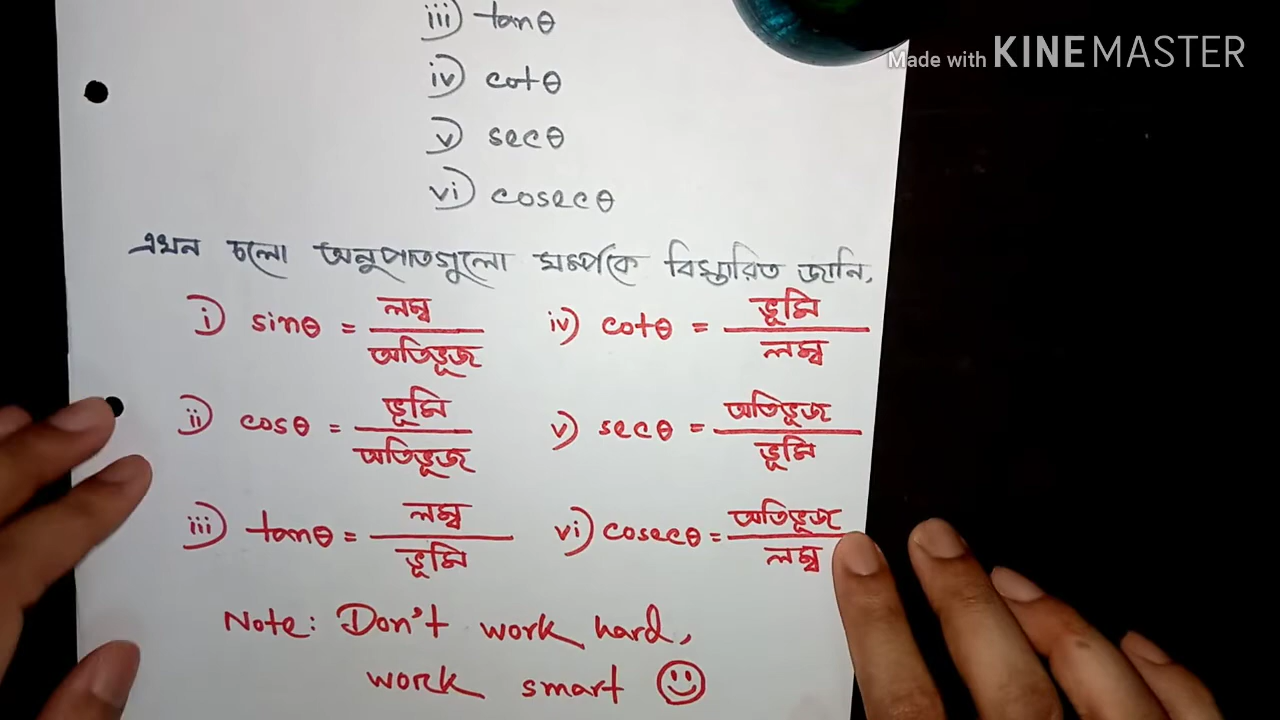 iii) tanθ
Made with KINEMASTER
iv) cotθ
v) secθ
vi) cosecθ
এখন চলো অনুপাতগুলো সম্পর্কে বিস্তারিত জানি,
i) sinθ = লম্ব / অতিভূজ
iv) cotθ = ভূমি / লম্ব
ii) cosθ = ভূমি / অতিভূজ
v) secθ = অতিভূজ / ভূমি
iii) tanθ = লম্ব / ভূমি
vi) cosecθ = অতিভূজ / লম্ব
Note: Don't work hard,
work smart ☺